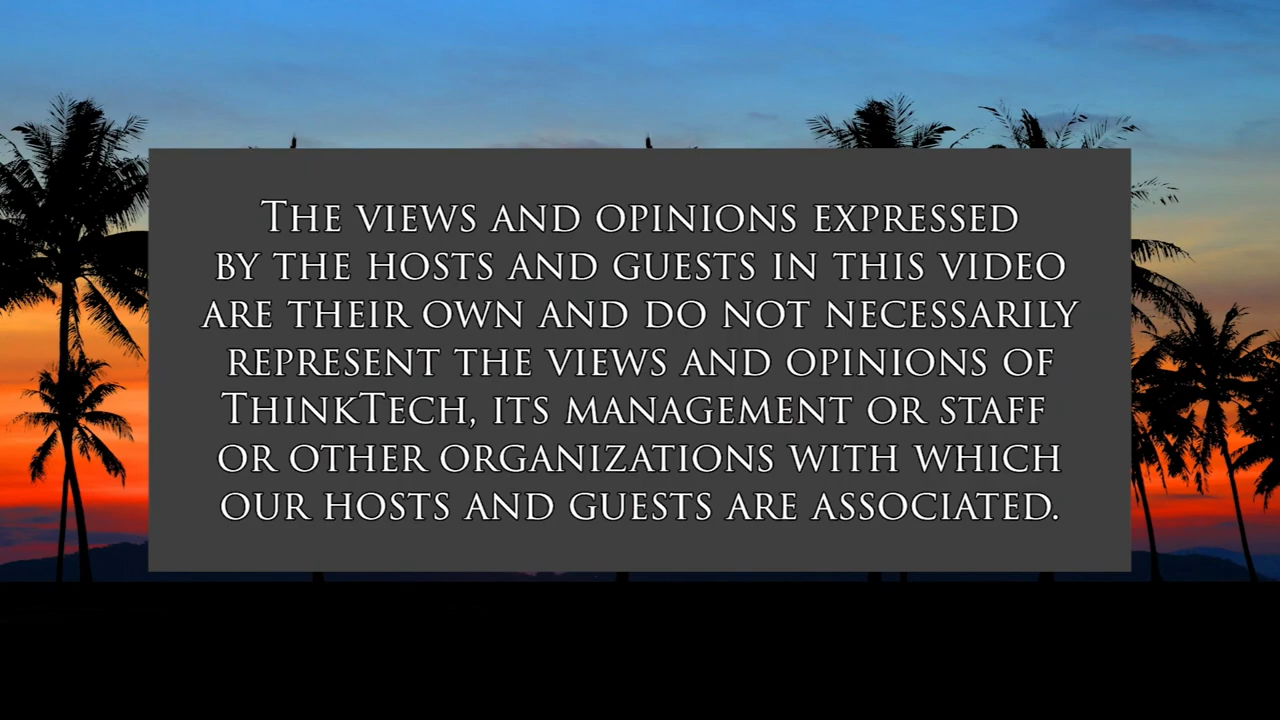 The views and opinions expressed
by the hosts and guests in this video
are their own and do not necessarily
represent the views and opinions of
ThinkTech, its management or staff
or other organizations with which
our hosts and guests are associated.